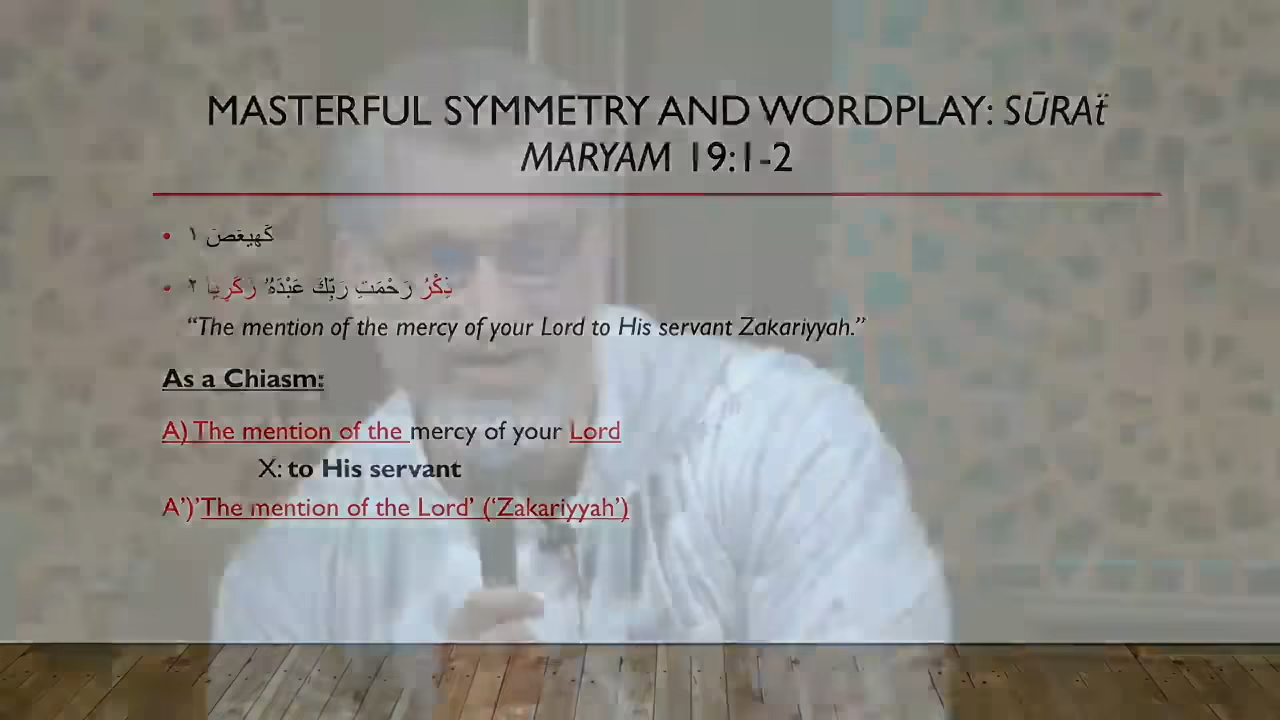 MASTERFUL SYMMETRY AND WORDPLAY: SŪRAẗ
MARYAM 19:1-2
• كَهيعَصَ ١
• ذِكْرُ رَحْمَتِ رَبِّكَ عَبْدَهُۥ زَكَرِيا ٢
“The mention of the mercy of your Lord to His servant Zakariyyah.”
As a Chiasm:
A) The mention of the mercy of your Lord
X: to His servant
A’)’The mention of the Lord’ (‘Zakariyyah’)